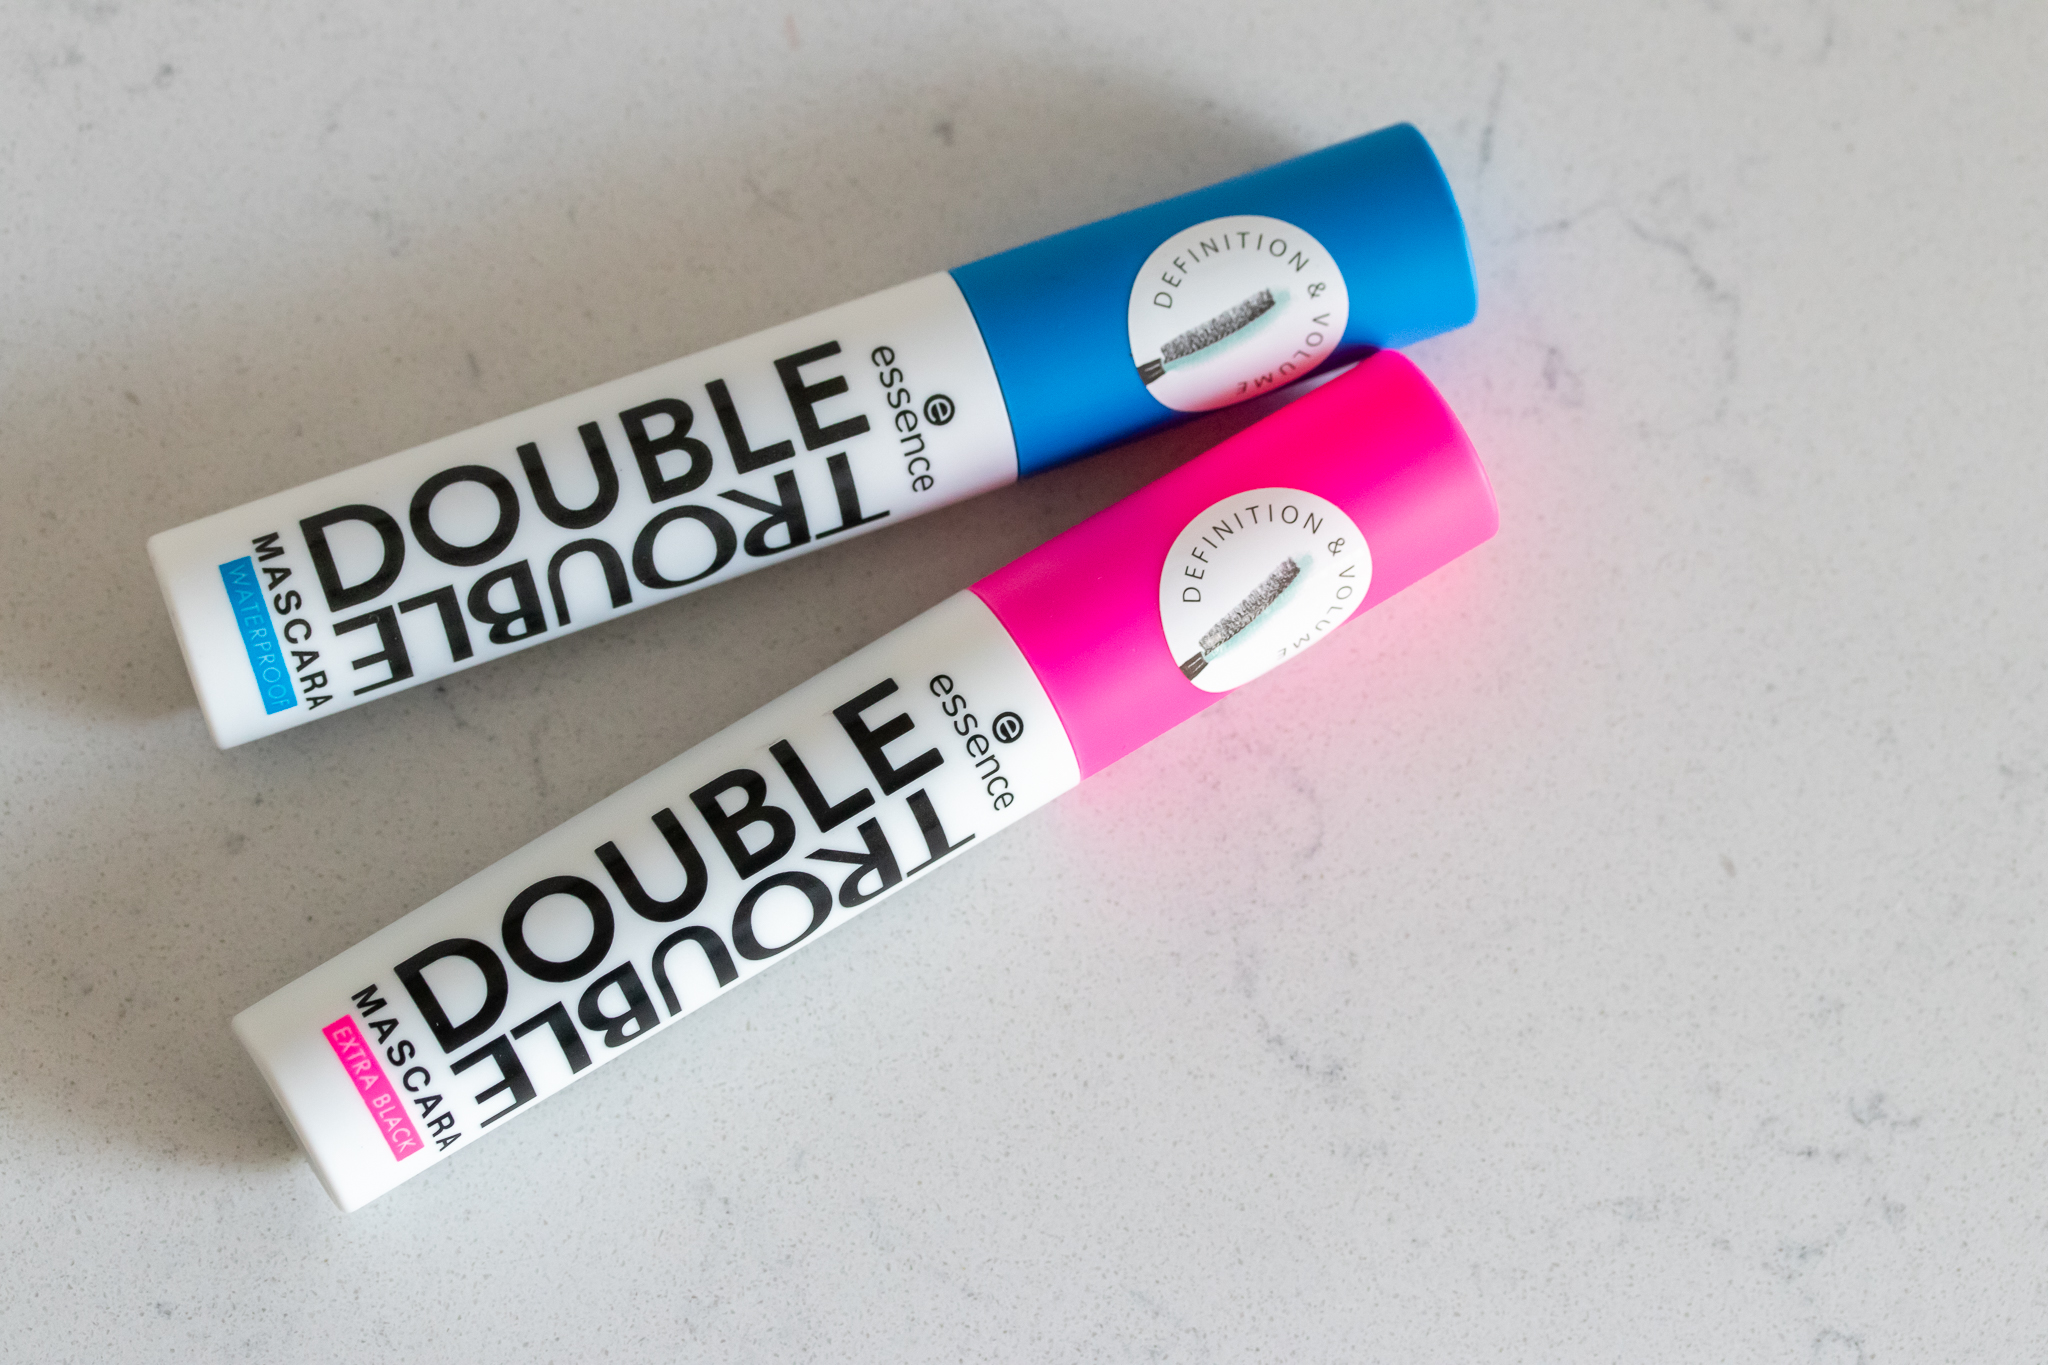 essence
DOUBLE
TROUBLE
MASCARA
WATERPROOF
DEFINITION & VOLUME
essence
DOUBLE
TROUBLE
MASCARA
EXTRA BLACK
DEFINITION & VOLUME